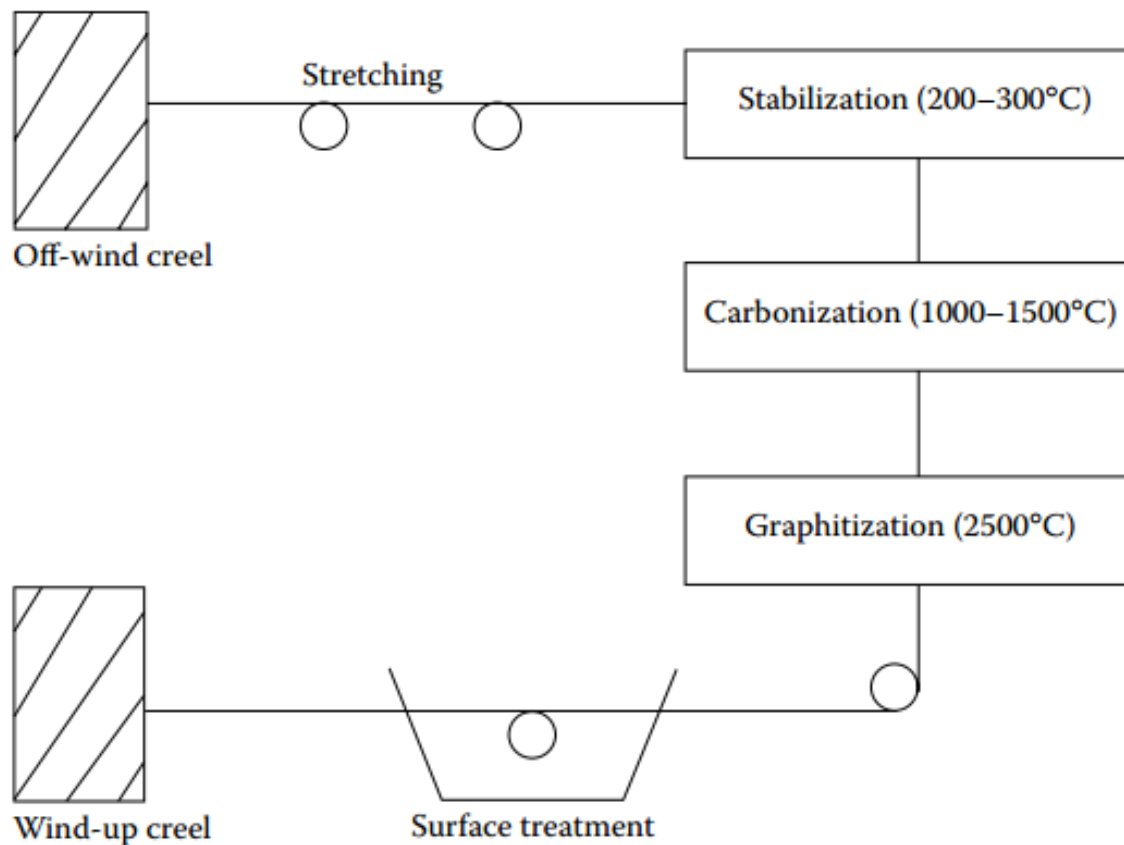 Stretching
Stabilization (200–300°C)
Off-wind creel
Carbonization (1000–1500°C)
Graphitization (2500°C)
Surface treatment
Wind-up creel